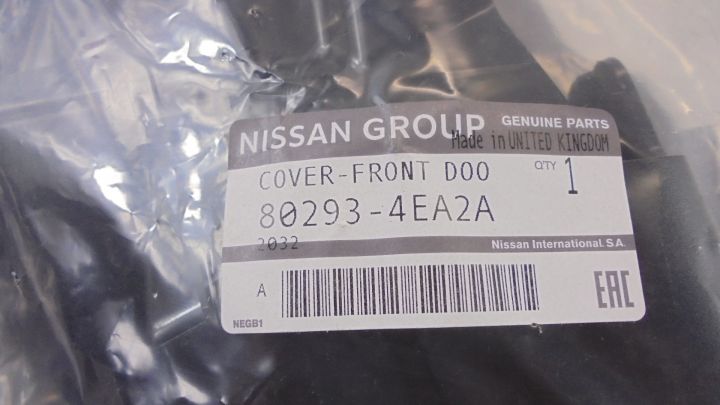 NISSAN GROUP GENUINE PARTS
Made in UNITED KINGDOM
COVER-FRONT DOO QTY 1
80293-4EA2A
2032
Nissan International S.A.
A
EAC
NEGB1